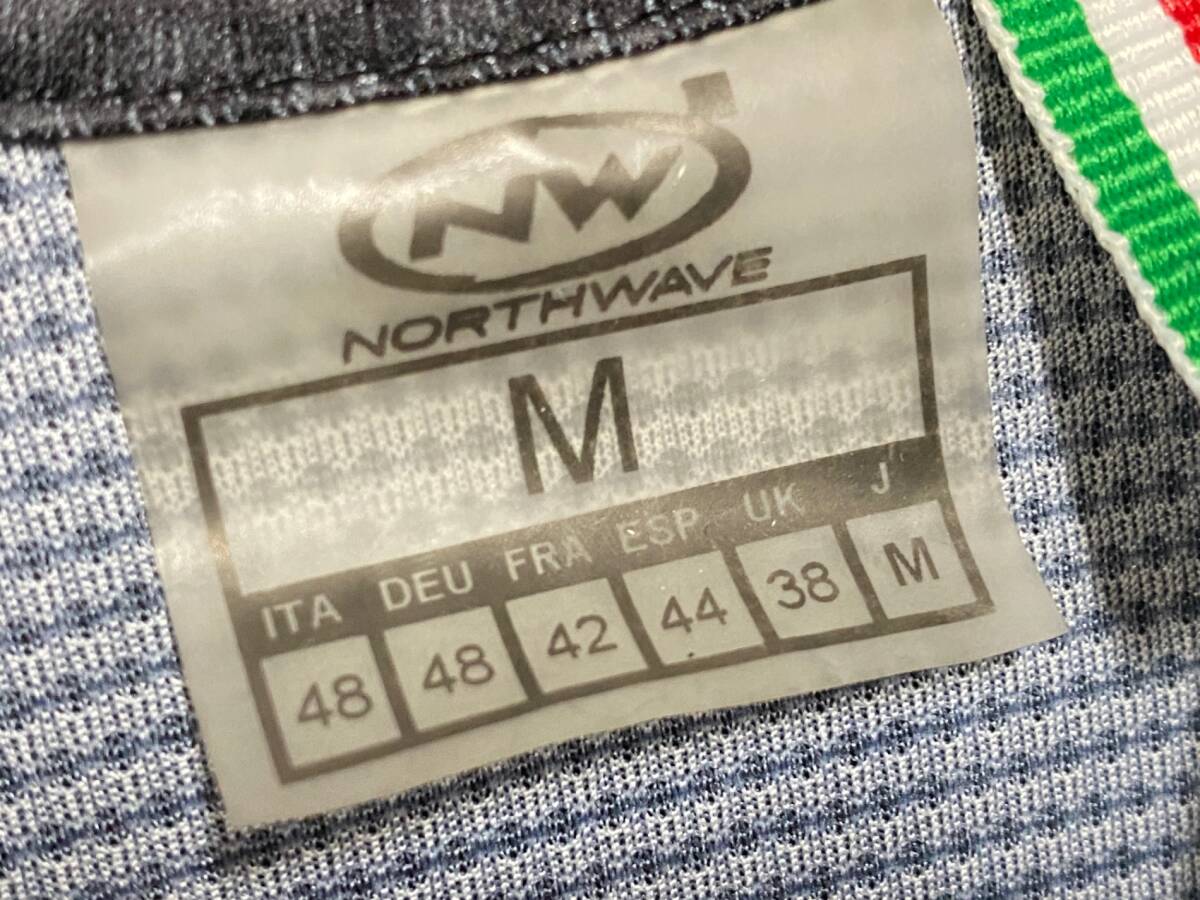 NW
NORTHWAVE
M
ITA DEU FRA ESP UK J
48 48 42 44 38 M